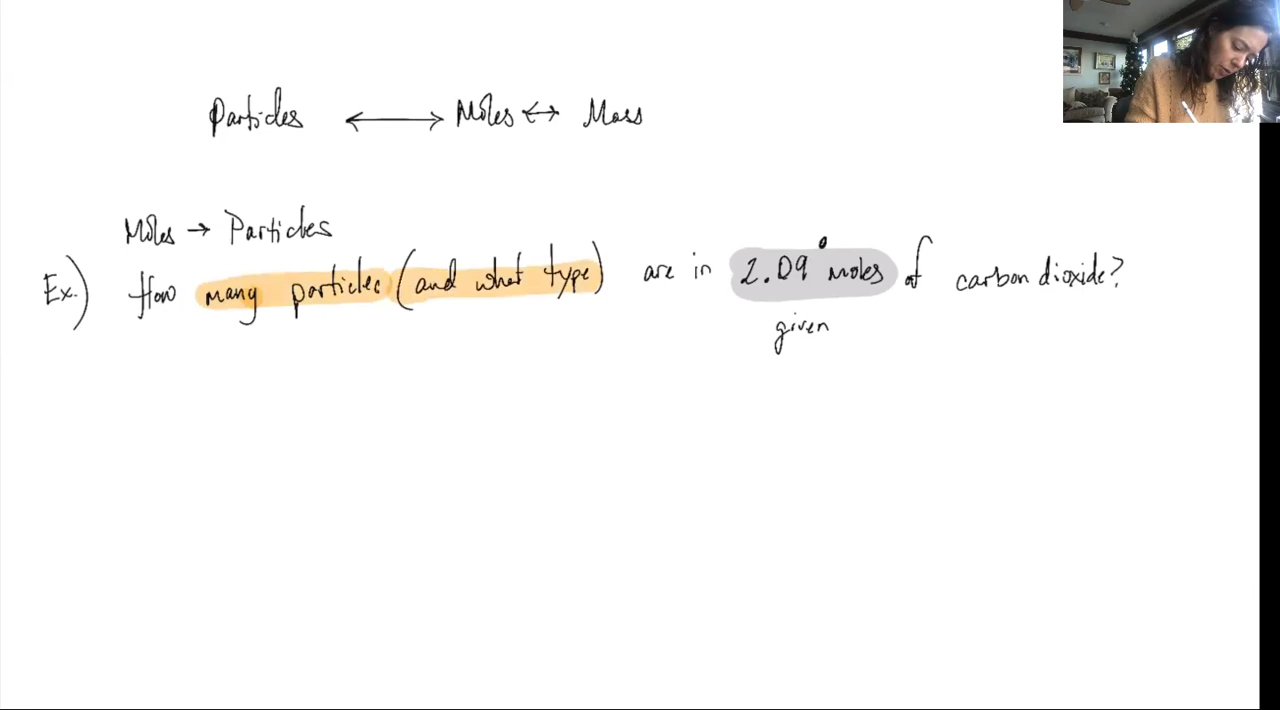 Particles ⟷ Moles ↔ Mass
Moles → Particles
Ex.) How many particles (and what type) are in 2.09 moles of carbon dioxide?
given